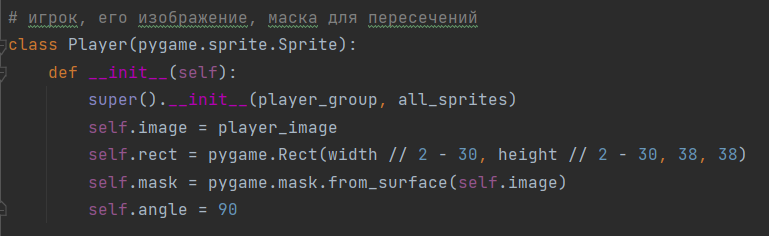 # игрок, его изображение, маска для пересечений
class Player(pygame.sprite.Sprite):
    def __init__(self):
        super().__init__(player_group, all_sprites)
        self.image = player_image
        self.rect = pygame.Rect(width // 2 - 30, height // 2 - 30, 38, 38)
        self.mask = pygame.mask.from_surface(self.image)
        self.angle = 90